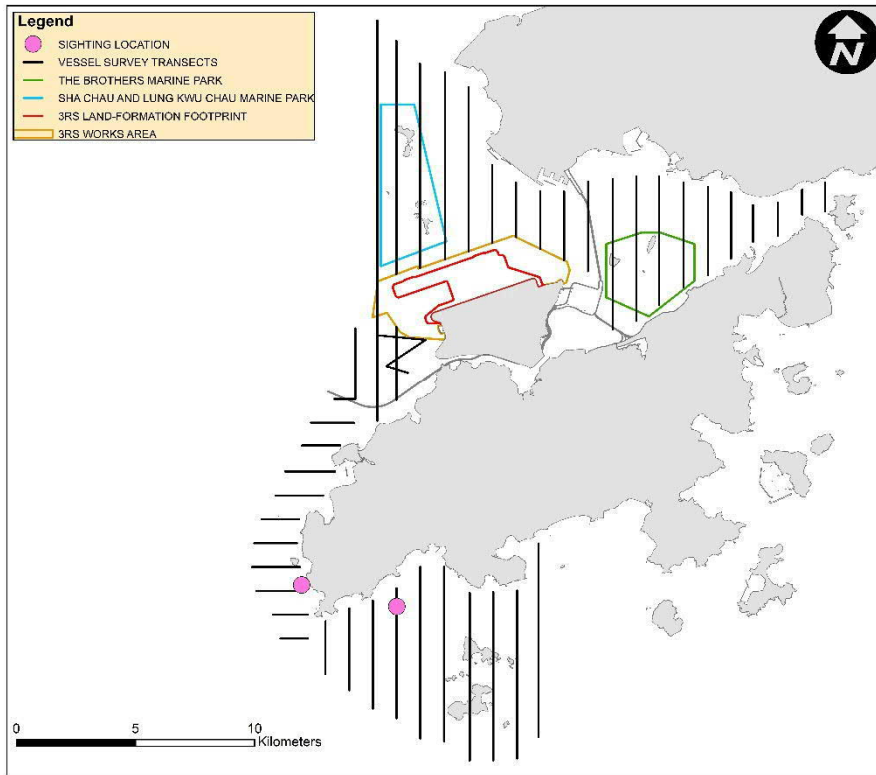 Legend
SIGHTING LOCATION
VESSEL SURVEY TRANSECTS
THE BROTHERS MARINE PARK
SHA CHAU AND LUNG KWU CHAU MARINE PARK
3RS LAND-FORMATION FOOTPRINT
3RS WORKS AREA
N
0 5 10
Kilometers